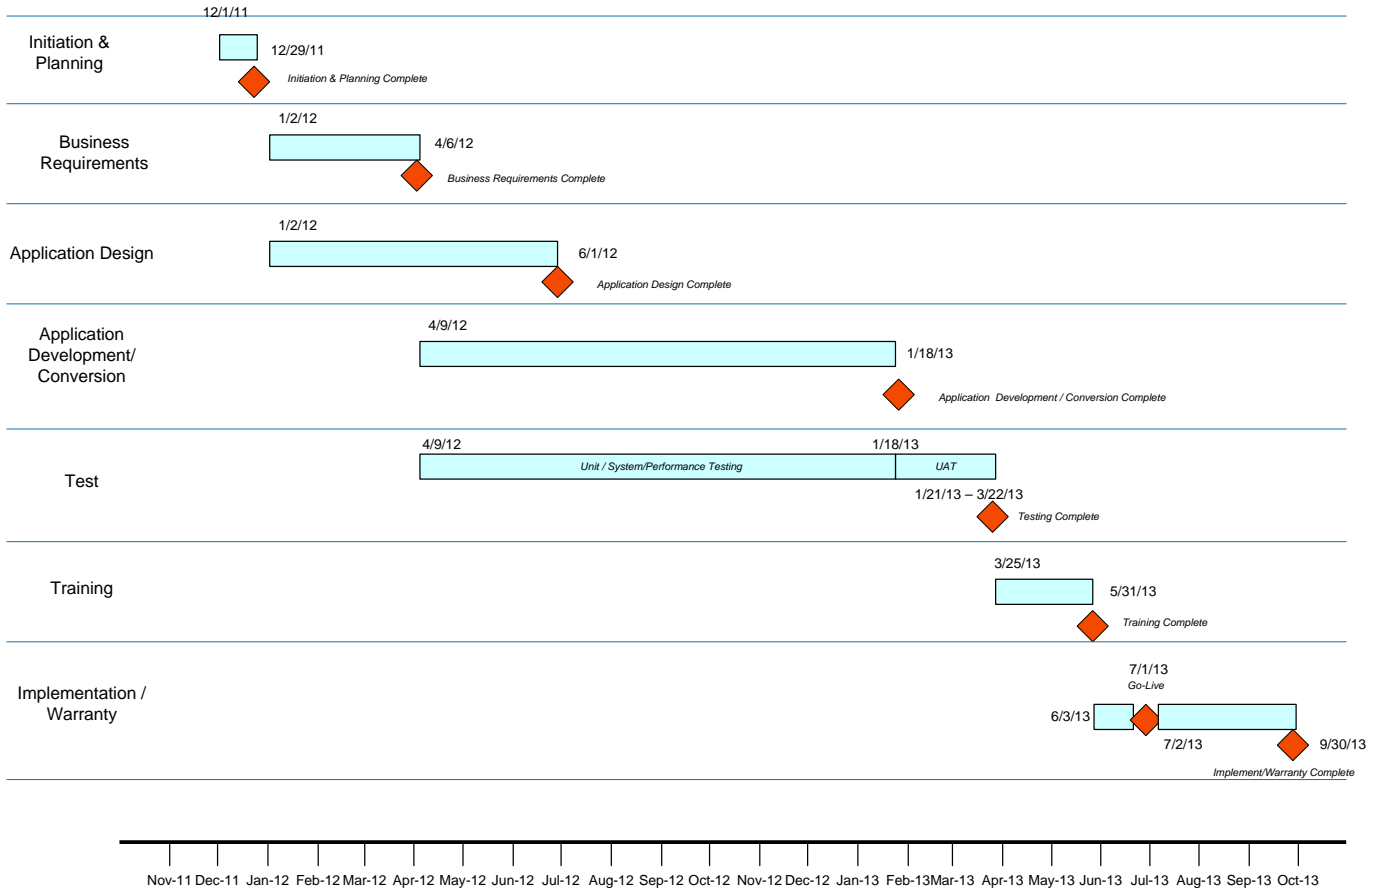 12/1/11
Initiation &
Planning
12/29/11
Initiation & Planning Complete
1/2/12
Business
Requirements
4/6/12
Business Requirements Complete
1/2/12
Application Design
6/1/12
Application Design Complete
4/9/12
Application
Development/
Conversion
1/18/13
Application Development / Conversion Complete
4/9/12
1/18/13
Unit / System/Performance Testing
UAT
Test
1/21/13 – 3/22/13
Testing Complete
3/25/13
Training
5/31/13
Training Complete
7/1/13
Go-Live
Implementation /
Warranty
6/3/13
7/2/13
9/30/13
Implement/Warranty Complete
Nov-11 Dec-11 Jan-12 Feb-12 Mar-12 Apr-12 May-12 Jun-12 Jul-12 Aug-12 Sep-12 Oct-12 Nov-12 Dec-12 Jan-13 Feb-13 Mar-13 Apr-13 May-13 Jun-13 Jul-13 Aug-13 Sep-13 Oct-13